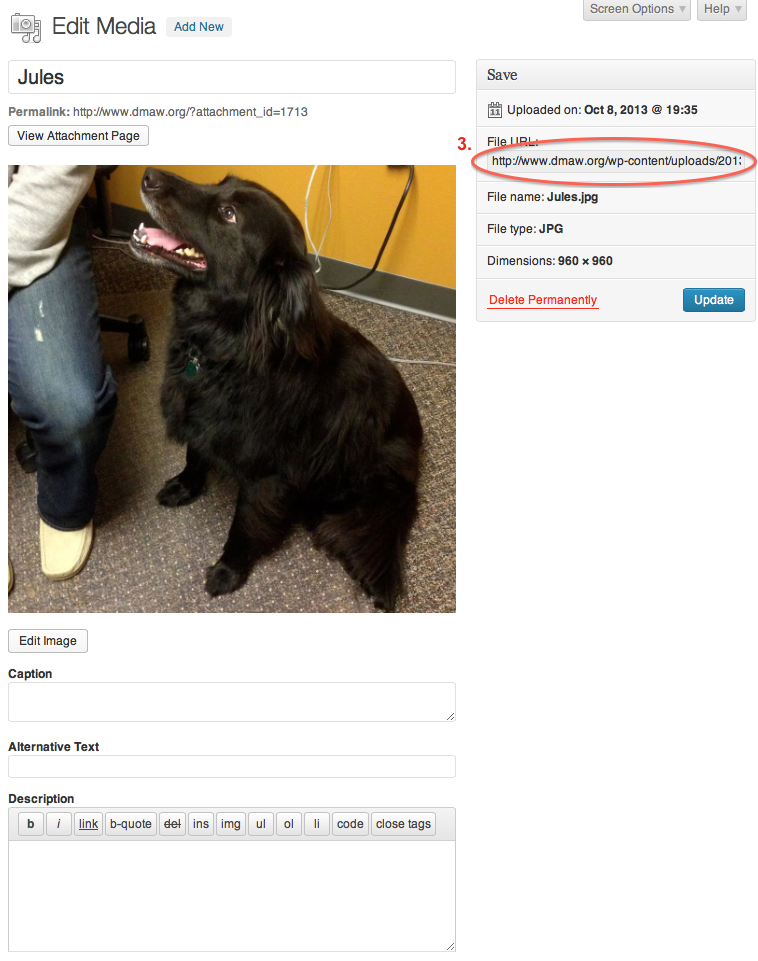 Screen Options
Help
Edit Media Add New
Jules
Permalink: http://www.dmaw.org/?attachment_id=1713
View Attachment Page
Save
11 Uploaded on: Oct 8, 2013 @ 19:35
3.
File URL:
http://www.dmaw.org/wp-content/uploads/201
File name: Jules.jpg
File type: JPG
Dimensions: 960 × 960
Delete Permanently Update
Edit Image
Caption
Alternative Text
Description
b i link b-quote del ins img ul ol li code close tags